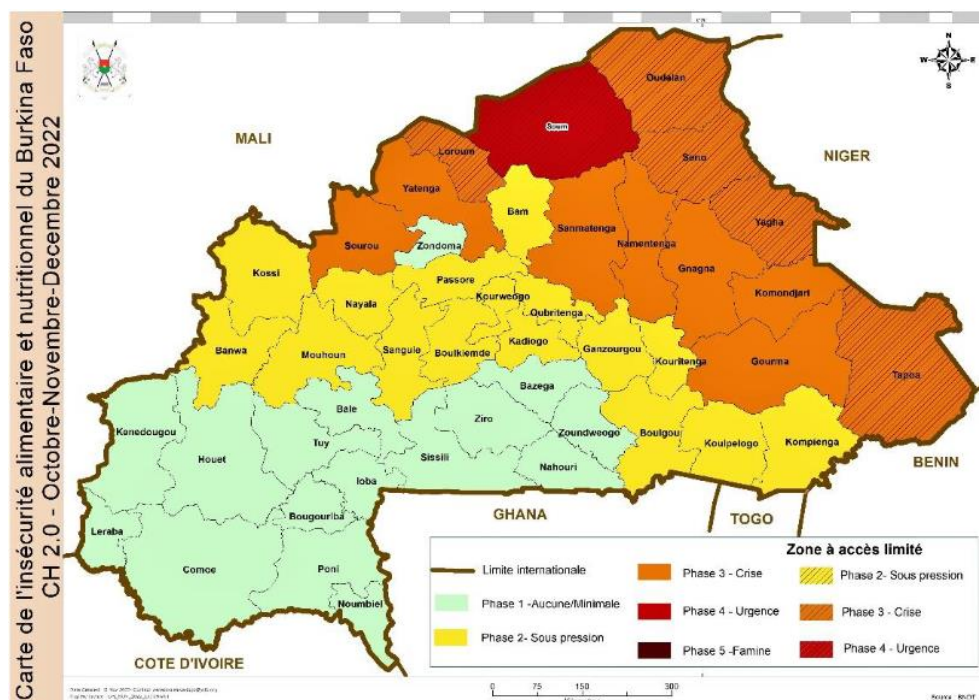 Carte de l'insécurité alimentaire et nutritionnel du Burkina Faso
CH 2.0 - Octobre-Novembre-Decembre 2022
N
W E
S
MALI
NIGER
Oudalan
Soum
Loroum
Seno
Yatenga
Bam
Yagha
Sourou
Zondoma
Sanmatenga
Namentenga
Gnagna
Kossi
Passore
Komondjari
Nayala
Kourweogo
Oubritenga
Banwa
Mouhoun
Sanguie
Boulkiemde
Kadiogo
Ganzourgou
Kouritenga
Gourma
Tapoa
Bazega
Bale
Ziro
Boulgou
Koulpelogo
Kompienga
Kenedougou
Zoundweogo
Houet
Tuy
Sissili
Nahouri
Ioba
BENIN
GHANA
TOGO
Leraba
Bougouriba
Comoe
Poni
Noumbiel
COTE D'IVOIRE
Zone à accès limité
Limite internationale
Phase 3 - Crise
Phase 2- Sous pression
Phase 1 -Aucune/Minimale
Phase 4 - Urgence
Phase 3 - Crise
Phase 2- Sous pression
Phase 5 -Famine
Phase 4 - Urgence
0 75 150 300